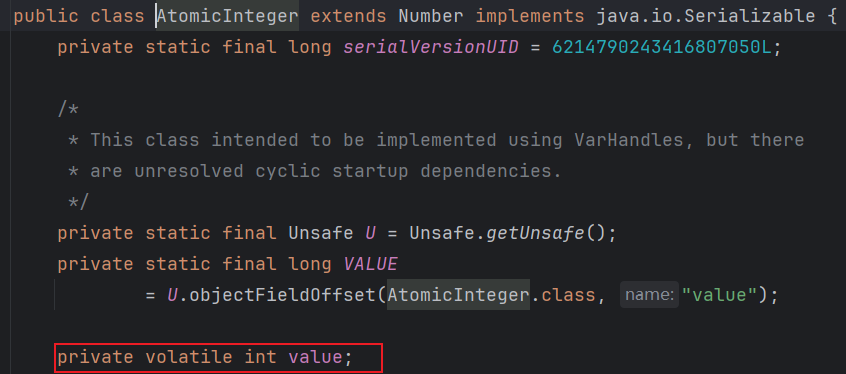 public class AtomicInteger extends Number implements java.io.Serializable {
private static final long serialVersionUID = 6214790243416807050L;
/*
* This class intended to be implemented using VarHandles, but there
* are unresolved cyclic startup dependencies.
*/
private static final Unsafe U = Unsafe.getUnsafe();
private static final long VALUE
= U.objectFieldOffset(AtomicInteger.class, name: "value");
private volatile int value;